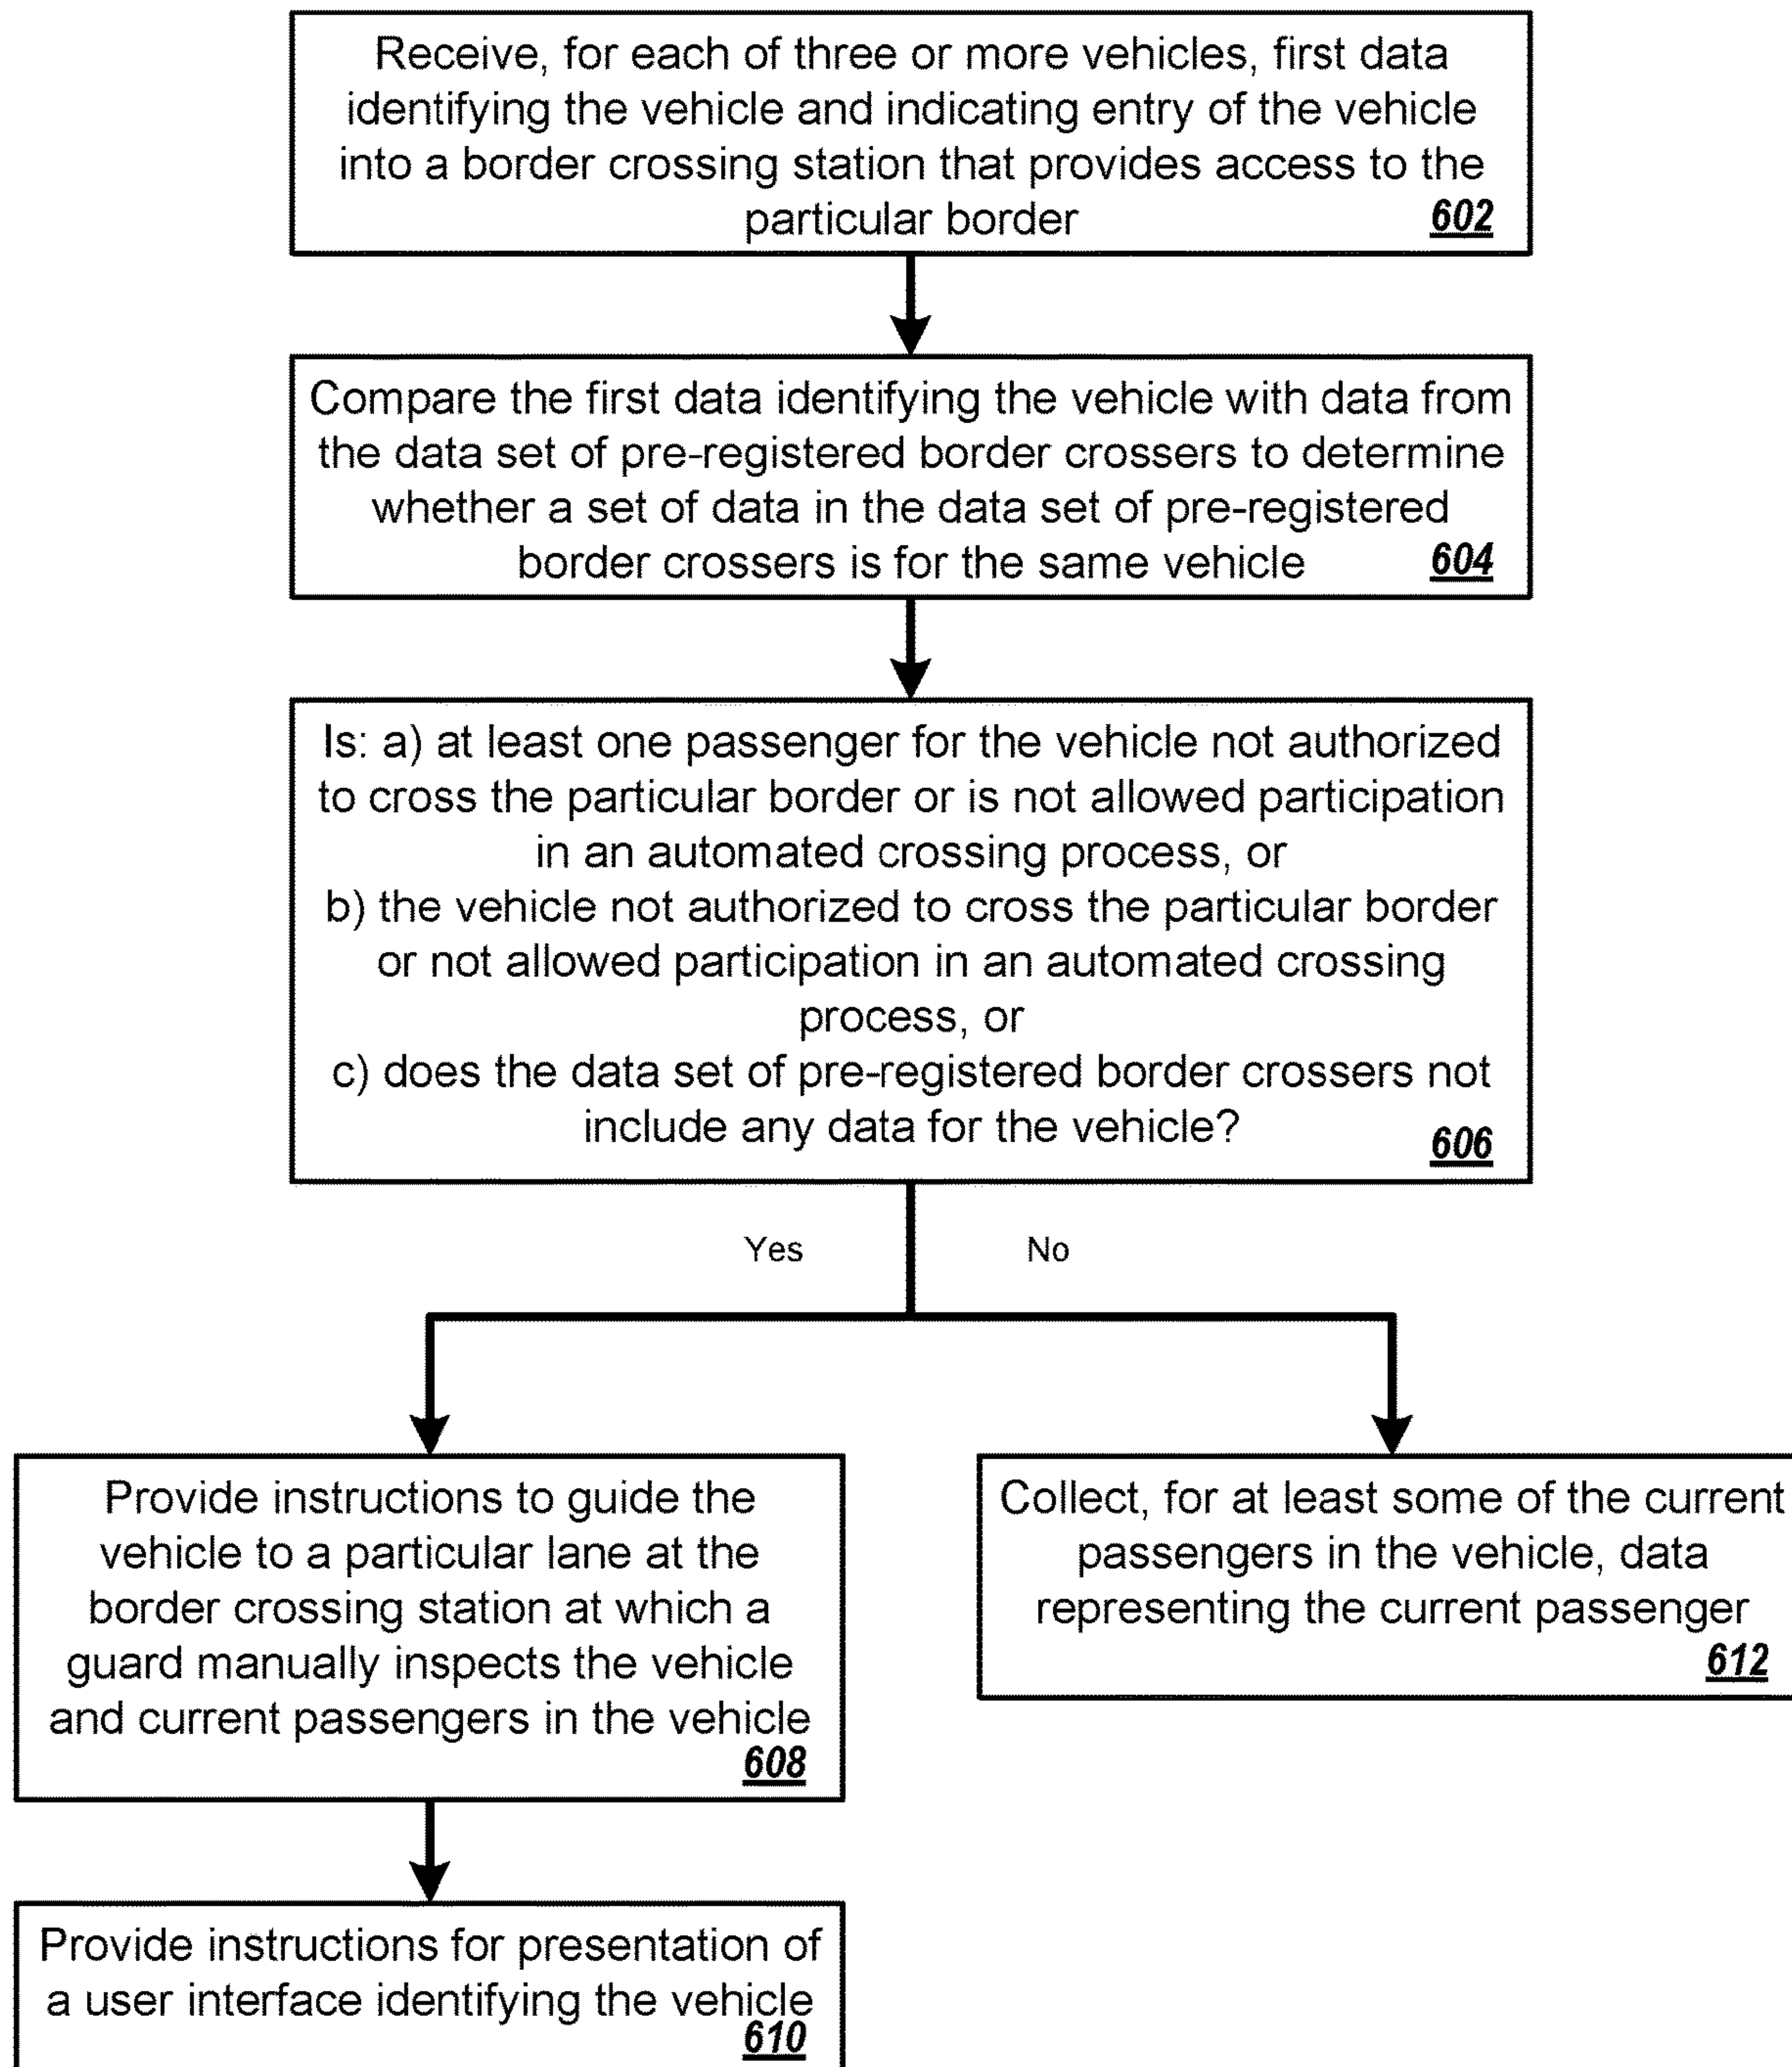 Receive, for each of three or more vehicles, first data
identifying the vehicle and indicating entry of the vehicle
into a border crossing station that provides access to the
particular border
602
Compare the first data identifying the vehicle with data from
the data set of pre-registered border crossers to determine
whether a set of data in the data set of pre-registered
border crossers is for the same vehicle
604
Is: a) at least one passenger for the vehicle not authorized
to cross the particular border or is not allowed participation
in an automated crossing process, or
b) the vehicle not authorized to cross the particular border
or not allowed participation in an automated crossing
process, or
c) does the data set of pre-registered border crossers not
include any data for the vehicle?
606
Yes
No
Provide instructions to guide the
vehicle to a particular lane at the
border crossing station at which a
guard manually inspects the vehicle
and current passengers in the vehicle
608
Collect, for at least some of the current
passengers in the vehicle, data
representing the current passenger
612
Provide instructions for presentation of
a user interface identifying the vehicle
610